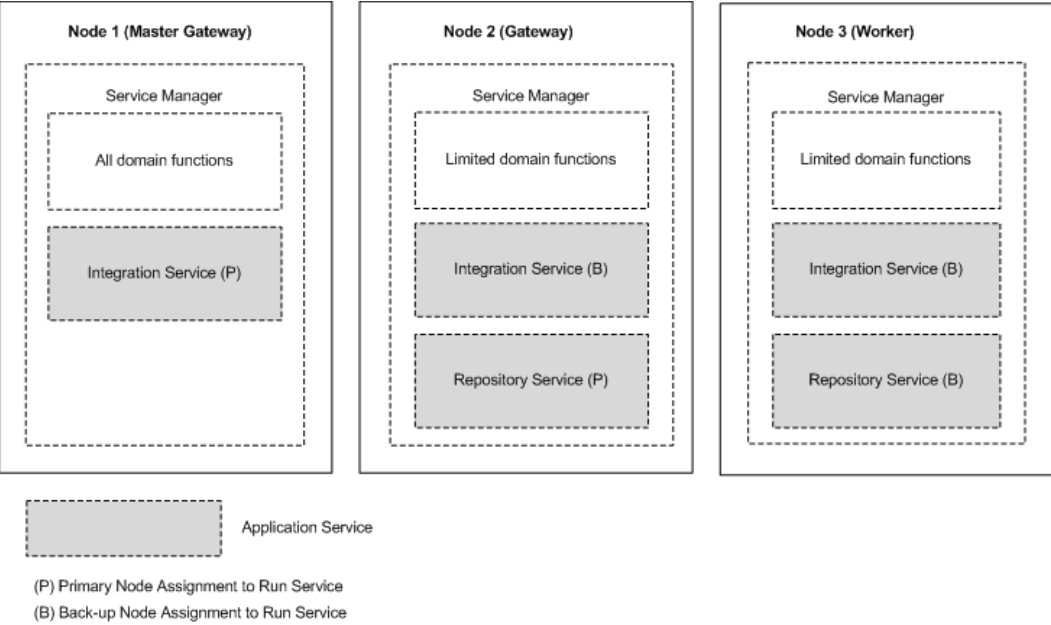 Node 1 (Master Gateway)
Service Manager
All domain functions
Integration Service (P)
Node 2 (Gateway)
Service Manager
Limited domain functions
Integration Service (B)
Repository Service (P)
Node 3 (Worker)
Service Manager
Limited domain functions
Integration Service (B)
Repository Service (B)
Application Service
(P) Primary Node Assignment to Run Service
(B) Back-up Node Assignment to Run Service